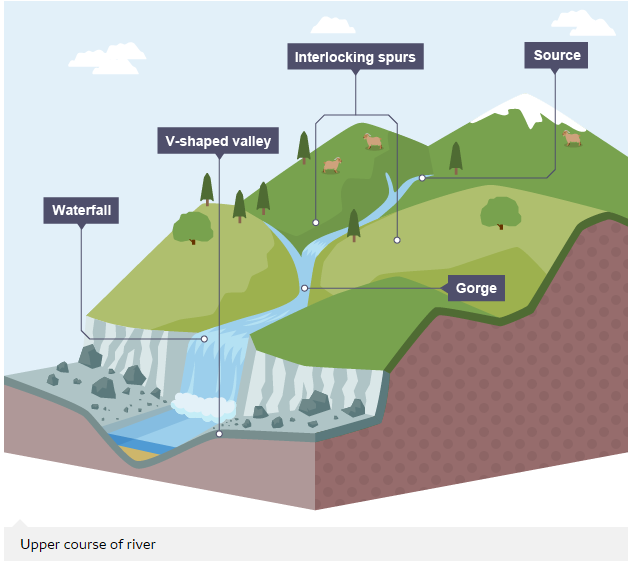 Source
Interlocking spurs
V-shaped valley
Waterfall
Gorge
Upper course of river